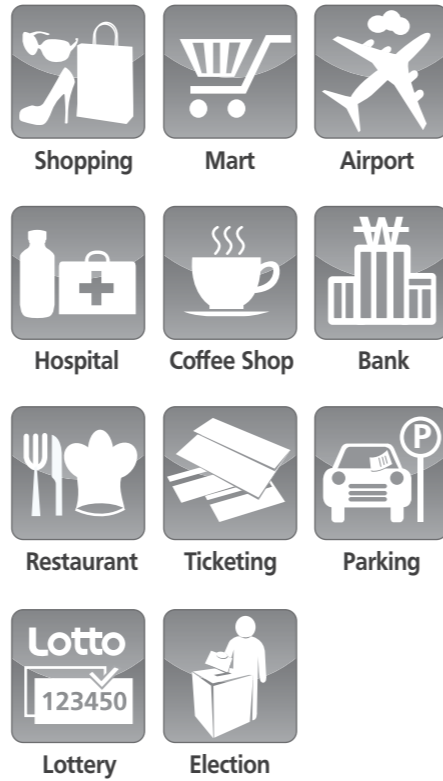 Shopping Mart Airport
₩
Hospital Coffee Shop Bank
P
Restaurant Ticketing Parking
Lotto
123450
Lottery Election